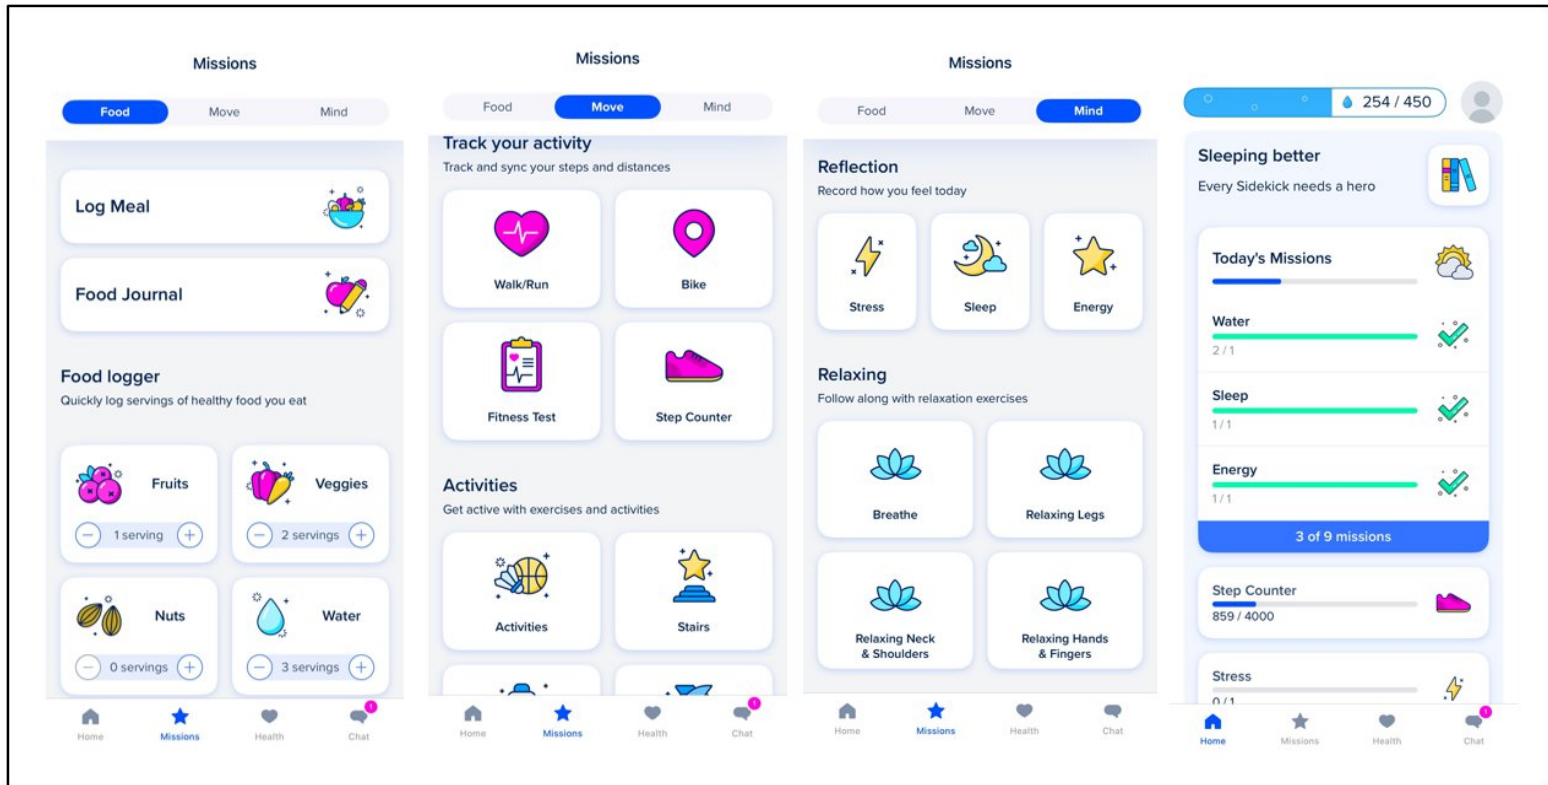 Missions
Food Move Mind
Log Meal
Food Journal
Food logger
Quickly log servings of healthy food you eat
Fruits
1 serving
Veggies
2 servings
Nuts
0 servings
Water
3 servings
Home Missions Health Chat
1
Missions
Food Move Mind
Track your activity
Track and sync your steps and distances
Walk/Run
Bike
Fitness Test
Step Counter
Activities
Get active with exercises and activities
Activities
Stairs
Home Missions Health Chat
1
Missions
Food Move Mind
Reflection
Record how you feel today
Stress
Sleep
Energy
Relaxing
Follow along with relaxation exercises
Breathe
Relaxing Legs
Relaxing Neck
& Shoulders
Relaxing Hands
& Fingers
Home Missions Health Chat
254 / 450
Sleeping better
Every Sidekick needs a hero
Today's Missions
Water
2 / 1
Sleep
1 / 1
Energy
1 / 1
3 of 9 missions
Step Counter
859 / 4000
Stress
0 / 1
Home Missions Health Chat
1